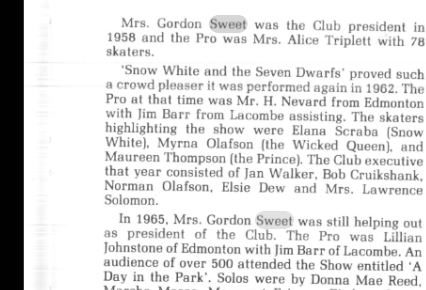 Mrs. Gordon Sweet was the Club president in
1958 and the Pro was Mrs. Alice Triplett with 78
skaters.
'Snow White and the Seven Dwarfs' proved such
a crowd pleaser it was performed again in 1962. The
Pro at that time was Mr. H. Nevard from Edmonton
with Jim Barr from Lacombe assisting. The skaters
highlighting the show were Elana Scraba (Snow
White), Myrna Olafson (the Wicked Queen), and
Maureen Thompson (the Prince). The Club executive
that year consisted of Jan Walker, Bob Cruikshank,
Norman Olafson, Elsie Dew and Mrs. Lawrence
Solomon.
In 1965, Mrs. Gordon Sweet was still helping out
as president of the Club. The Pro was Lillian
Johnstone of Edmonton with Jim Barr of Lacombe. An
audience of over 500 attended the Show entitled 'A
Day in the Park'. Solos were by Donna Mae Reed,